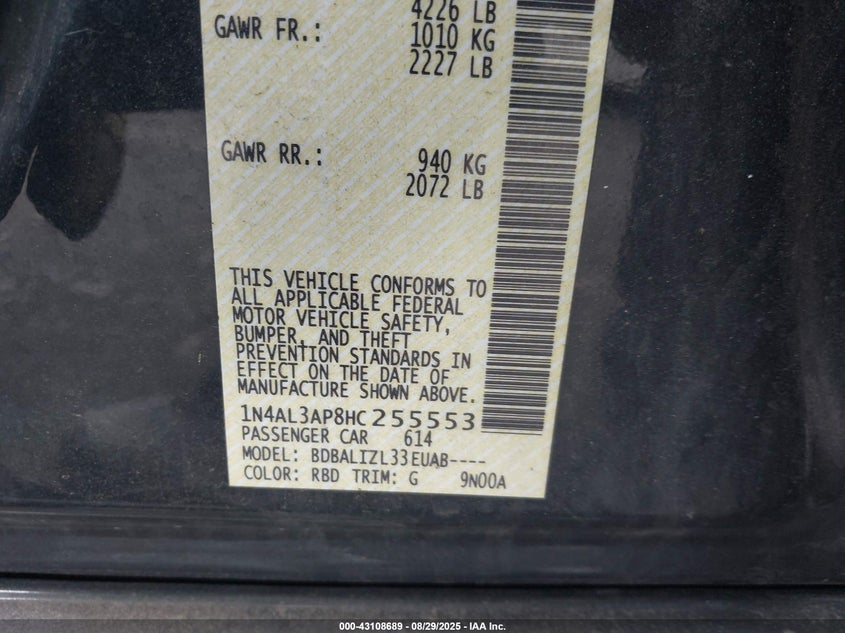 4226 LB
GAWR FR.: 1010 KG
2227 LB
GAWR RR.: 940 KG
2072 LB
THIS VEHICLE CONFORMS TO
ALL APPLICABLE FEDERAL
MOTOR VEHICLE SAFETY,
BUMPER, AND THEFT
PREVENTION STANDARDS IN
EFFECT ON THE DATE OF
MANUFACTURE SHOWN ABOVE.
1N4AL3AP8HC255553
PASSENGER CAR 614
MODEL: BDBALIZL33EUAB----
COLOR: RBD TRIM: G 9N00A
000-43108689 - 08/29/2025 - IAA Inc.